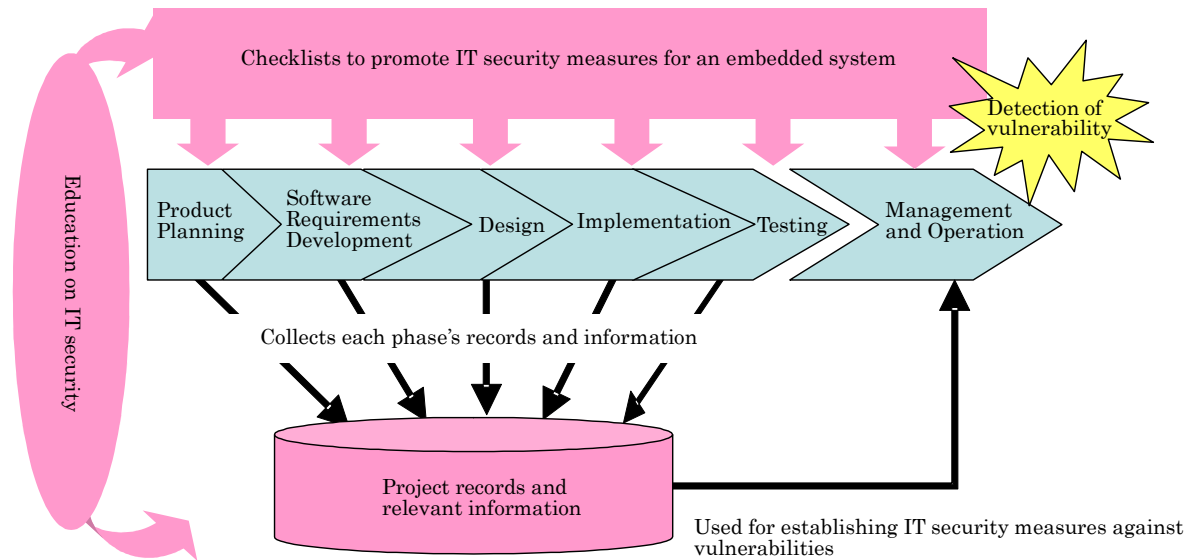 Checklists to promote IT security measures for an embedded system
Detection of
vulnerability
Education on IT security
Product
Planning
Software
Requirements
Development
Design
Implementation
Testing
Management
and Operation
Collects each phase's records and information
Project records and
relevant information
Used for establishing IT security measures against
vulnerabilities